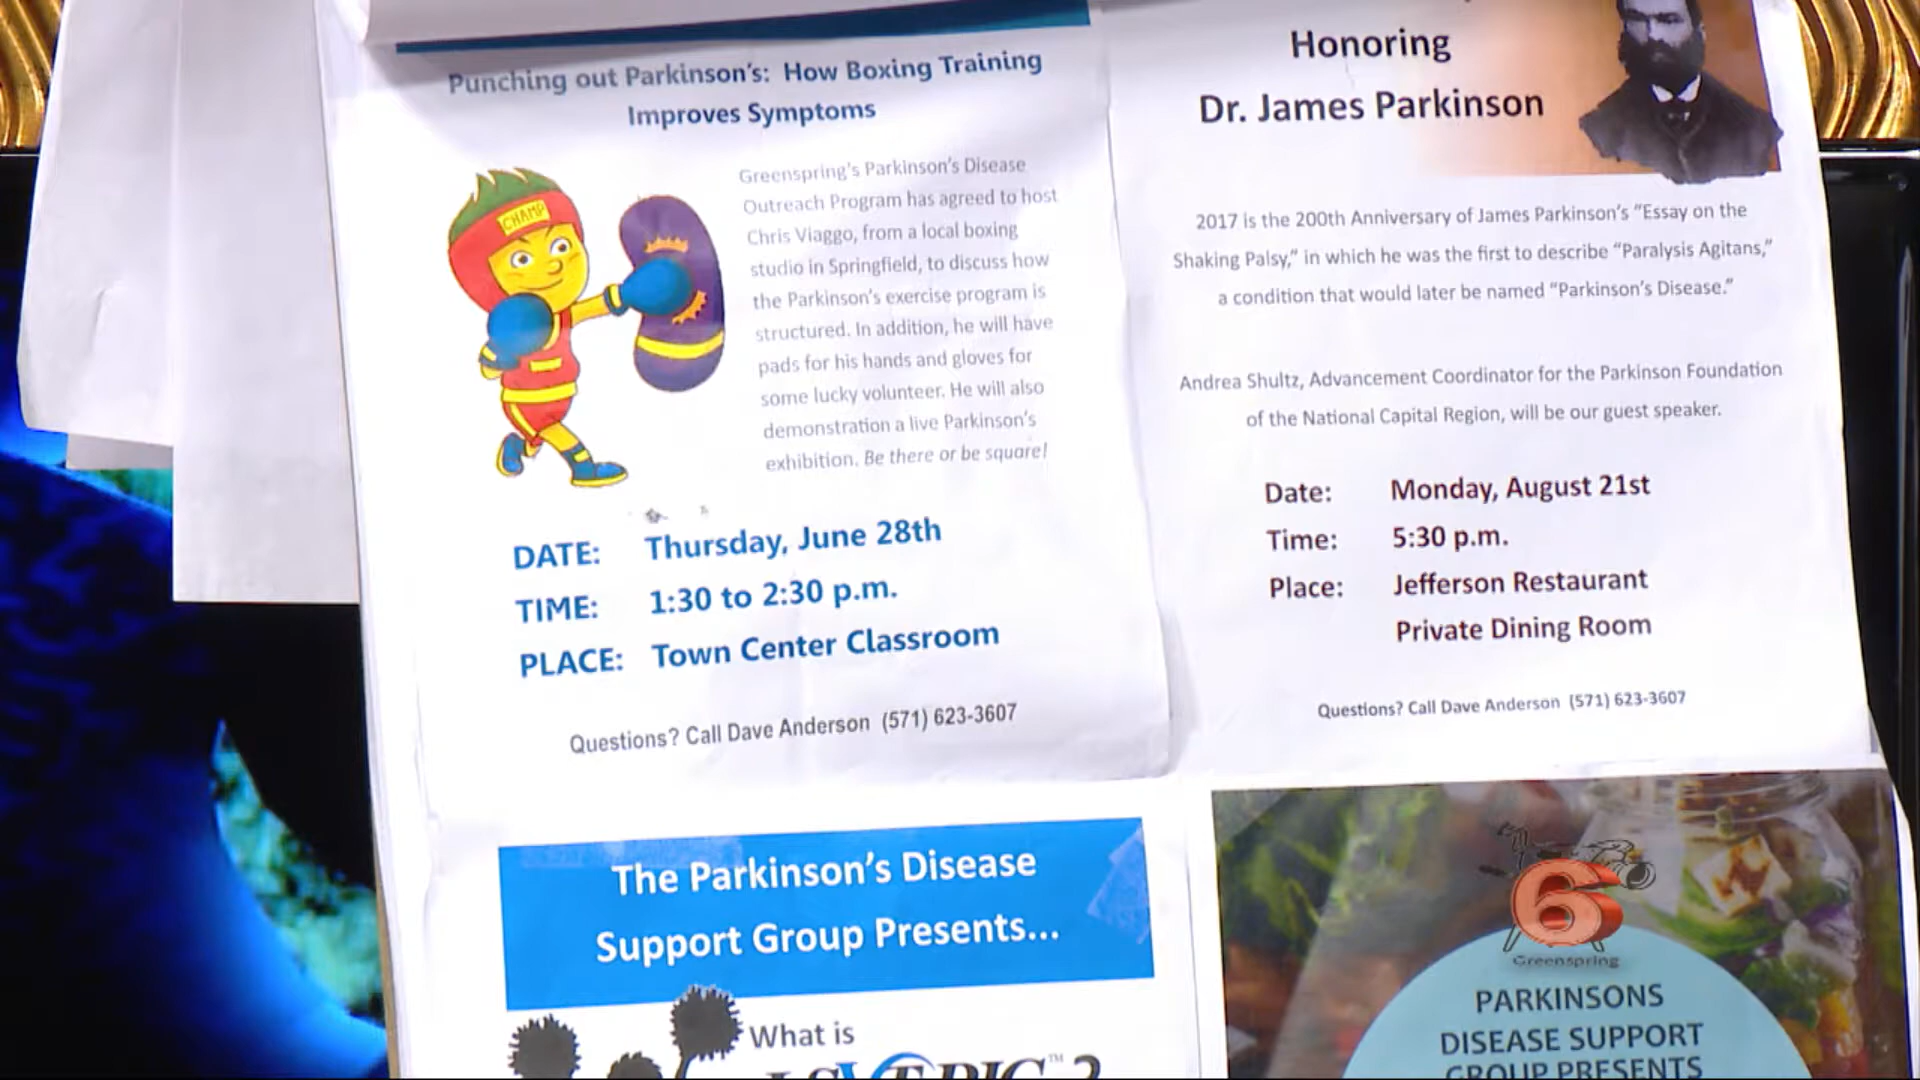 Punching out Parkinson's: How Boxing Training
Improves Symptoms
CHAMP
Greenspring's Parkinson's Disease
Outreach Program has agreed to host
Chris Viaggo, from a local boxing
studio in Springfield, to discuss how
the Parkinson's exercise program is
structured. In addition, he will have
pads for his hands and gloves for
some lucky volunteer. He will also
demonstration a live Parkinson's
exhibition. Be there or be square!
DATE: Thursday, June 28th
TIME: 1:30 to 2:30 p.m.
PLACE: Town Center Classroom
Questions? Call Dave Anderson (571) 623-3607
Honoring
Dr. James Parkinson
2017 is the 200th Anniversary of James Parkinson's "Essay on the
Shaking Palsy," in which he was the first to describe "Paralysis Agitans,"
a condition that would later be named "Parkinson's Disease."
Andrea Shultz, Advancement Coordinator for the Parkinson Foundation
of the National Capital Region, will be our guest speaker.
Date: Monday, August 21st
Time: 5:30 p.m.
Place: Jefferson Restaurant
Private Dining Room
Questions? Call Dave Anderson (571) 623-3607
The Parkinson's Disease
Support Group Presents...
What is
6
Greenspring
PARKINSONS
DISEASE SUPPORT
GROUP PRESENTS